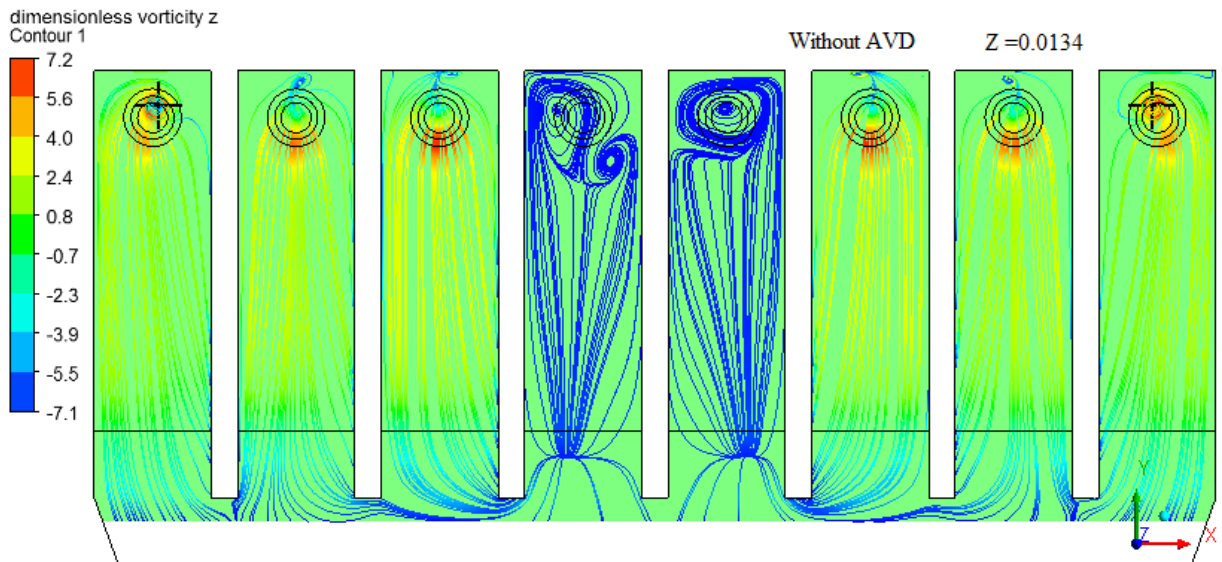 dimensionless vorticity z
Contour 1
Without AVD Z =0.0134
7.2
5.6
4.0
2.4
0.8
-0.7
-2.3
-3.9
-5.5
-7.1
Y
Z X